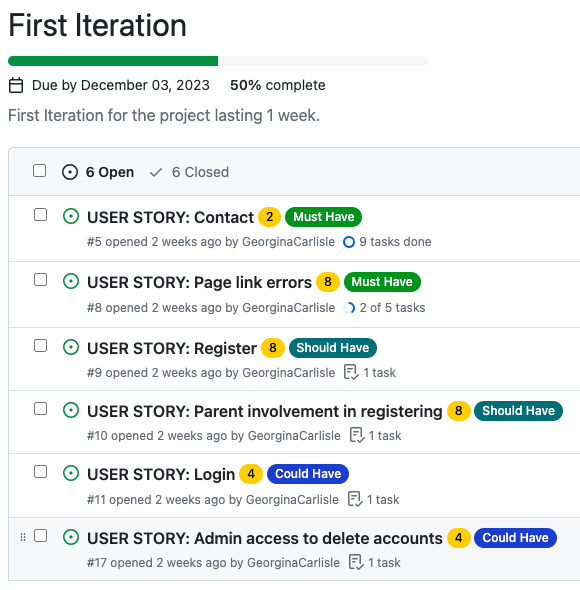 First Iteration
Due by December 03, 2023 50% complete
First Iteration for the project lasting 1 week.
6 Open 6 Closed
USER STORY: Contact 2 Must Have
#5 opened 2 weeks ago by GeorginaCarlisle 9 tasks done
USER STORY: Page link errors 8 Must Have
#8 opened 2 weeks ago by GeorginaCarlisle 2 of 5 tasks
USER STORY: Register 8 Should Have
#9 opened 2 weeks ago by GeorginaCarlisle 1 task
USER STORY: Parent involvement in registering 8 Should Have
#10 opened 2 weeks ago by GeorginaCarlisle 1 task
USER STORY: Login 4 Could Have
#11 opened 2 weeks ago by GeorginaCarlisle 1 task
USER STORY: Admin access to delete accounts 4 Could Have
#17 opened 2 weeks ago by GeorginaCarlisle 1 task